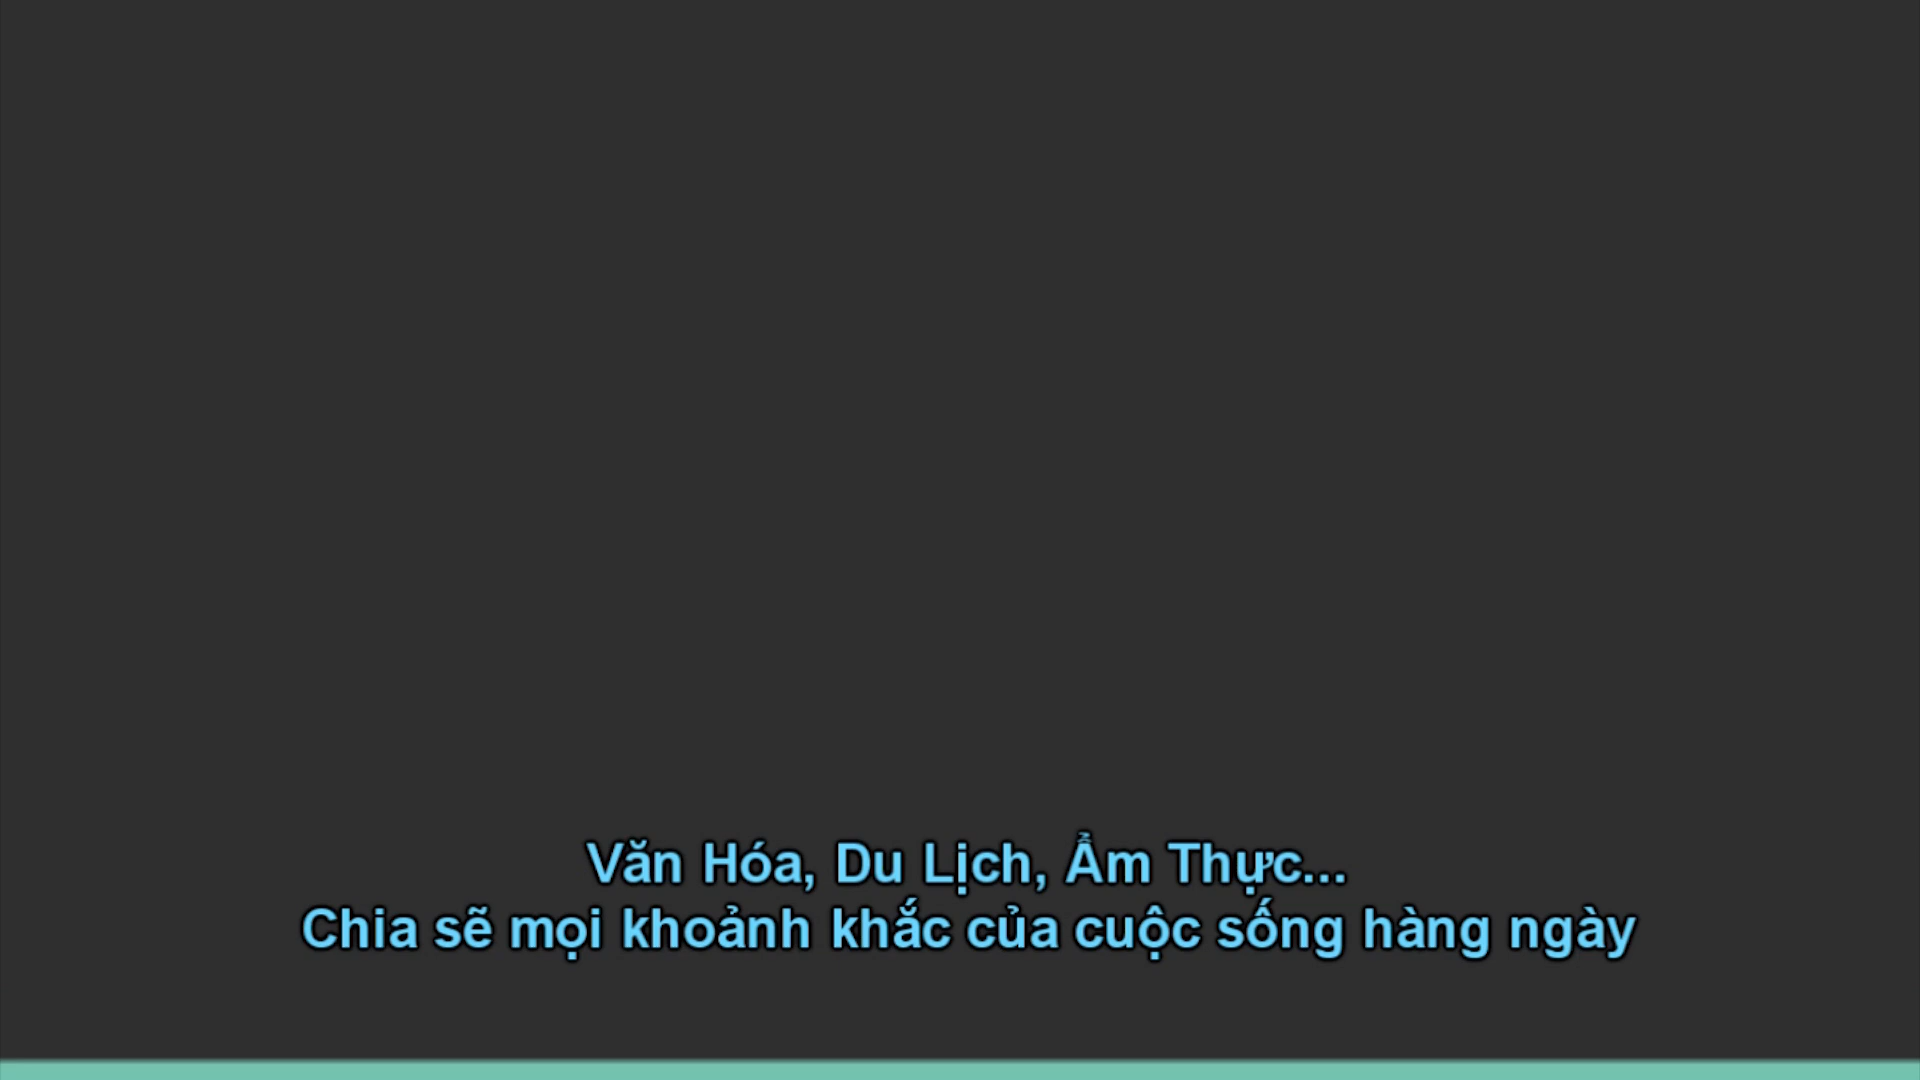 Văn Hóa, Du Lịch, Ẩm Thực...
Chia sẽ mọi khoảnh khắc của cuộc sống hàng ngày